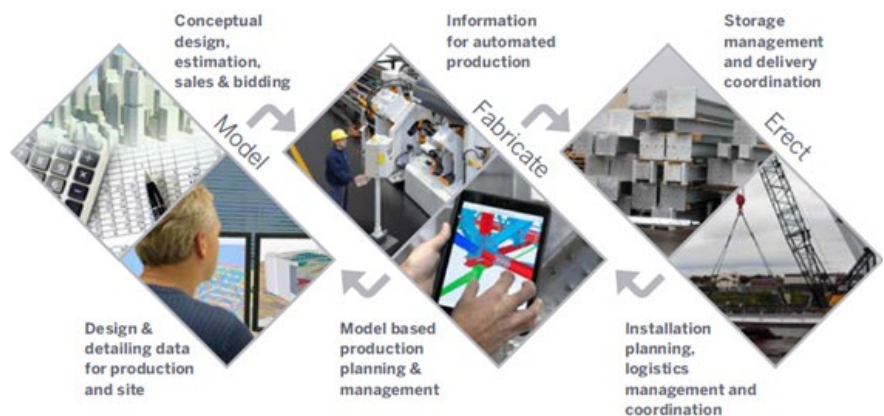 Conceptual
design,
estimation,
sales & bidding
Information
for automated
production
Storage
management
and delivery
coordination
Model
Fabricate
Erect
Design &
detailing data
for production
and site
Model based
production
planning &
management
Installation
planning,
logistics
management and
coordination